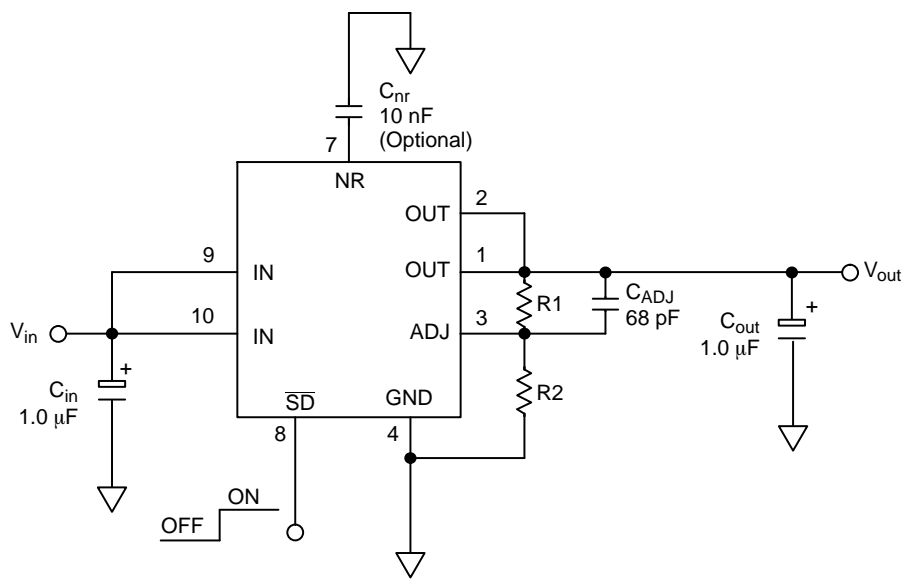 C_nr
10 nF
(Optional)
7
NR
2
OUT
9
IN
1
OUT
V_out
R1
C_ADJ
68 pF
10
IN
V_in
3
ADJ
C_out
1.0 µF
+
+
C_in
1.0 µF
R2
SD
GND
8
4
ON
OFF